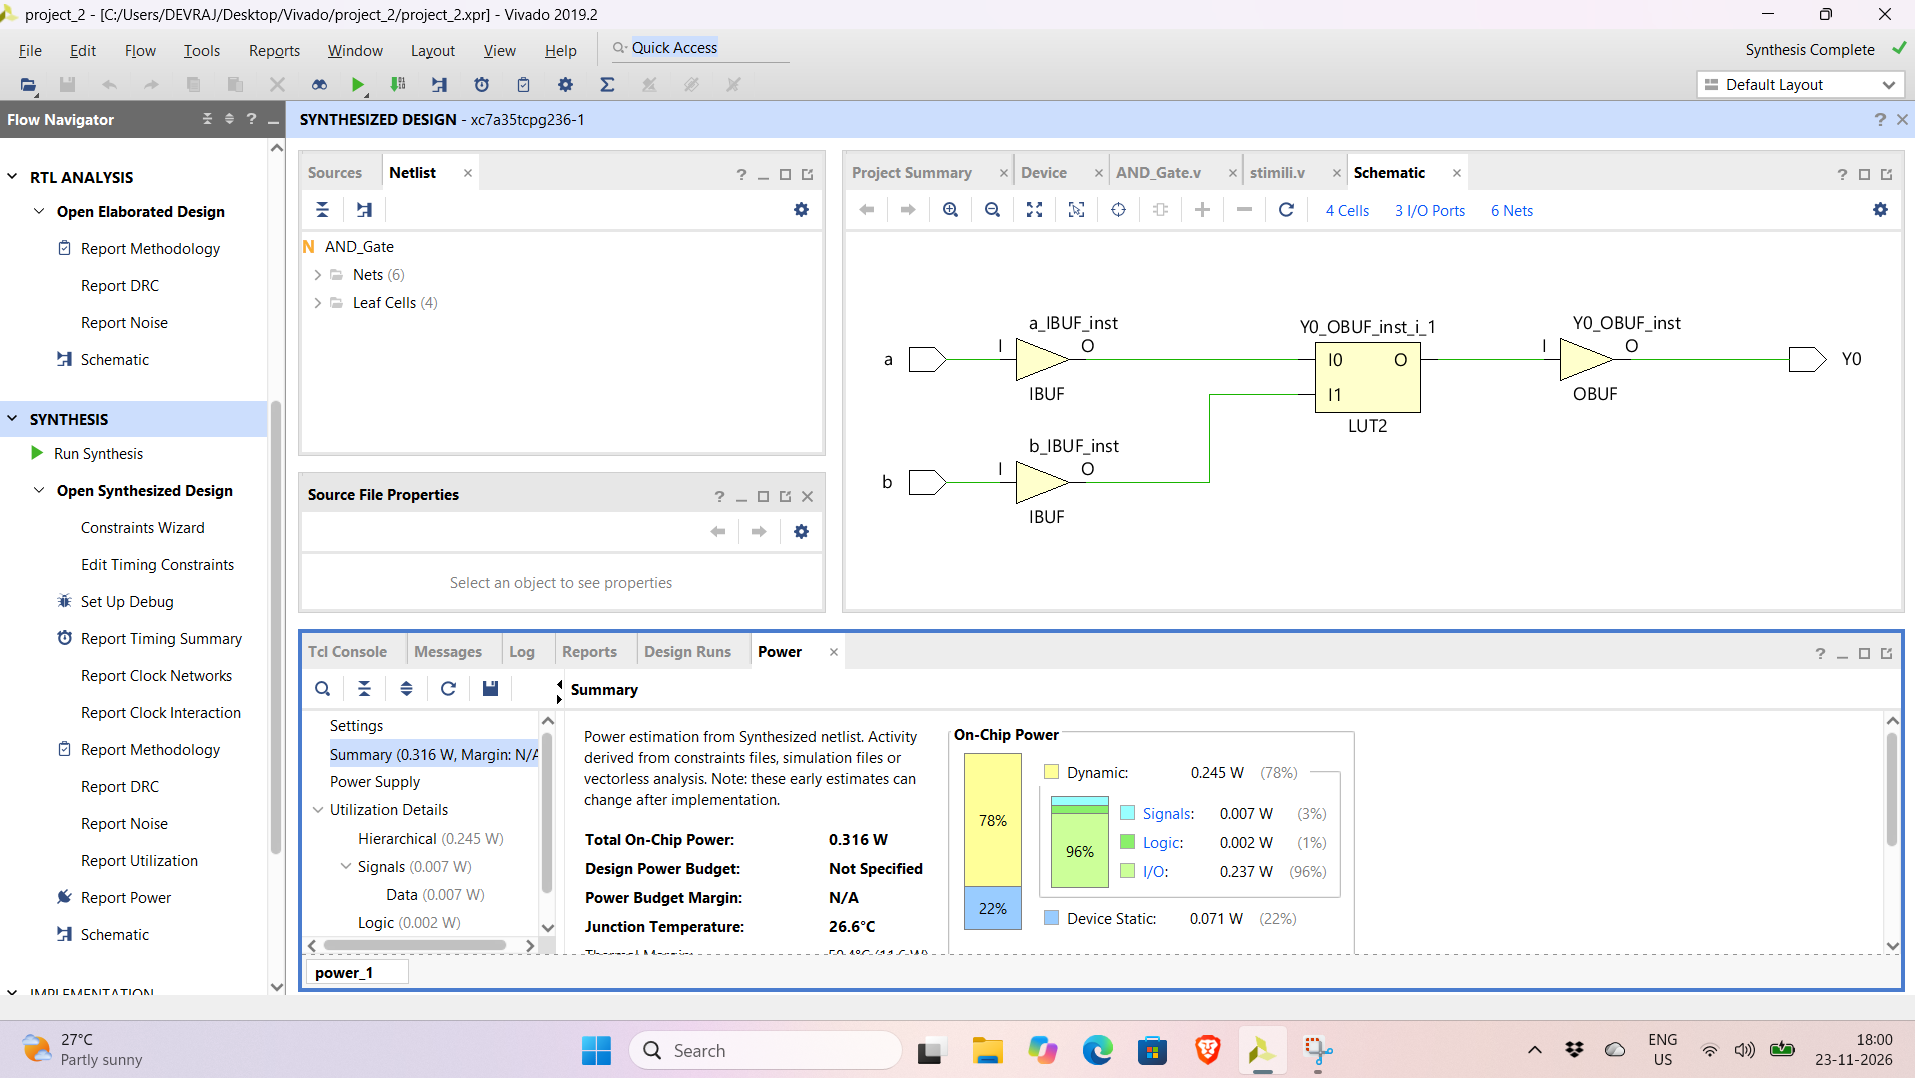 project_2 - [C:/Users/DEVRAJ/Desktop/Vivado/project_2/project_2.xpr] - Vivado 2019.2
File Edit Flow Tools Reports Window Layout View Help Quick Access
Synthesis Complete
Default Layout
Flow Navigator
RTL ANALYSIS
Open Elaborated Design
Report Methodology
Report DRC
Report Noise
Schematic
SYNTHESIS
Run Synthesis
Open Synthesized Design
Constraints Wizard
Edit Timing Constraints
Set Up Debug
Report Timing Summary
Report Clock Networks
Report Clock Interaction
Report Methodology
Report DRC
Report Noise
Report Utilization
Report Power
Schematic
IMPLEMENTATION
SYNTHESIZED DESIGN - xc7a35tcpg236-1
Sources Netlist
AND_Gate
Nets (6)
Leaf Cells (4)
Source File Properties
Select an object to see properties
Project Summary Device AND_Gate.v stimili.v Schematic
4 Cells 3 I/O Ports 6 Nets
a_IBUF_inst
Y0_OBUF_inst_i_1
Y0_OBUF_inst
I O
I O
a
I0 O
Y0
IBUF
I1
OBUF
LUT2
b_IBUF_inst
I O
b
IBUF
Tcl Console Messages Log Reports Design Runs Power
Summary
Settings
Summary (0.316 W, Margin: N/A
Power Supply
Utilization Details
Hierarchical (0.245 W)
Signals (0.007 W)
Data (0.007 W)
Logic (0.002 W)
Power estimation from Synthesized netlist. Activity
derived from constraints files, simulation files or
vectorless analysis. Note: these early estimates can
change after implementation.
Total On-Chip Power: 0.316 W
Design Power Budget: Not Specified
Power Budget Margin: N/A
Junction Temperature: 26.6°C
Thermal Margin: 58.4°C (11.6 W)
On-Chip Power
78%
22%
Dynamic: 0.245 W (78%)
96%
Signals: 0.007 W (3%)
Logic: 0.002 W (1%)
I/O: 0.237 W (96%)
Device Static: 0.071 W (22%)
power_1
27°C
Partly sunny
Search
ENG
US
18:00
23-11-2026